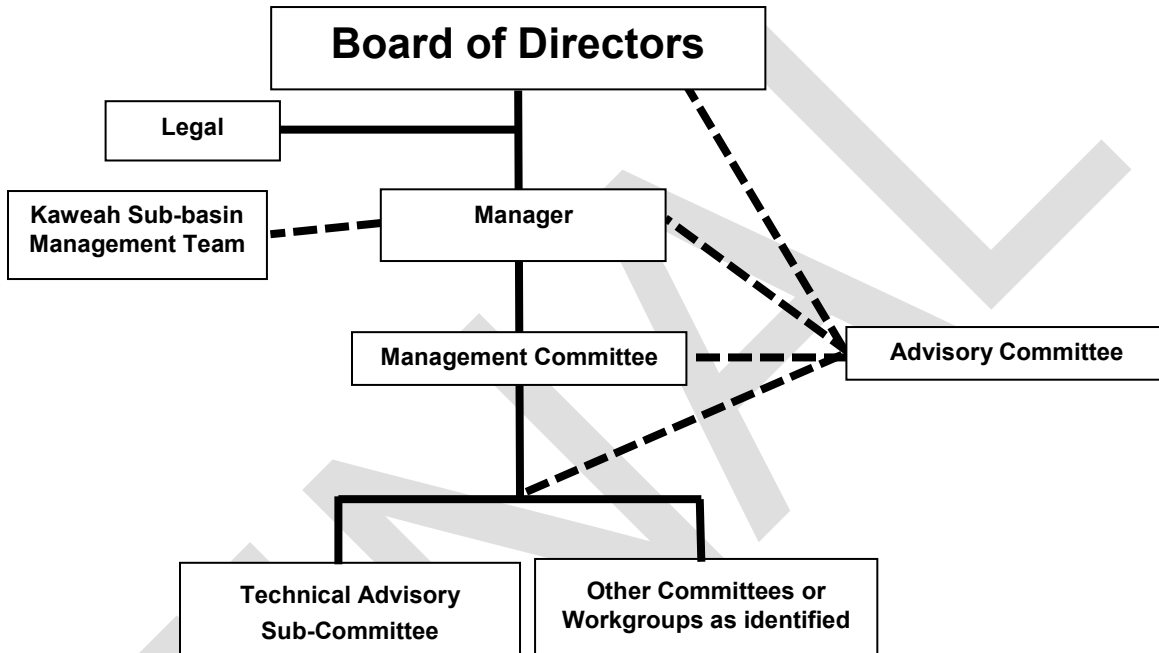 Board of Directors
Legal
Kaweah Sub-basin
Management Team
Manager
Management Committee
Advisory Committee
Technical Advisory
Sub-Committee
Other Committees or
Workgroups as identified